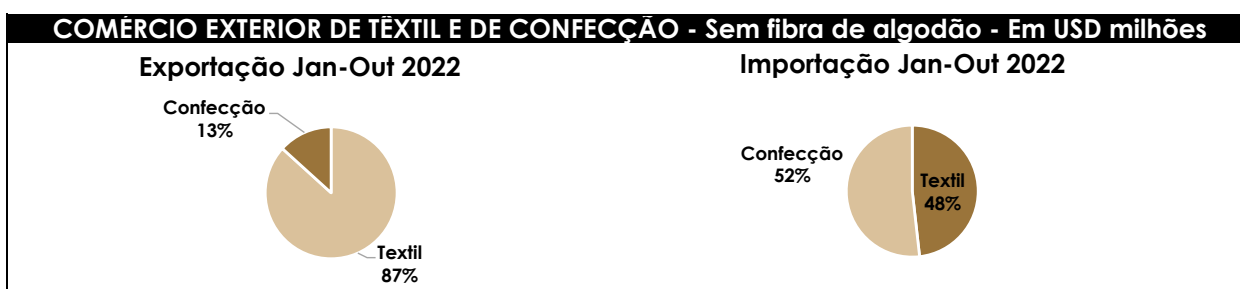 COMÉRCIO EXTERIOR DE TÊXTIL E DE CONFECÇÃO - Sem fibra de algodão - Em USD milhões
Exportação Jan-Out 2022
Confecção
13%
Textil
87%
Importação Jan-Out 2022
Confecção
52%
Textil
48%